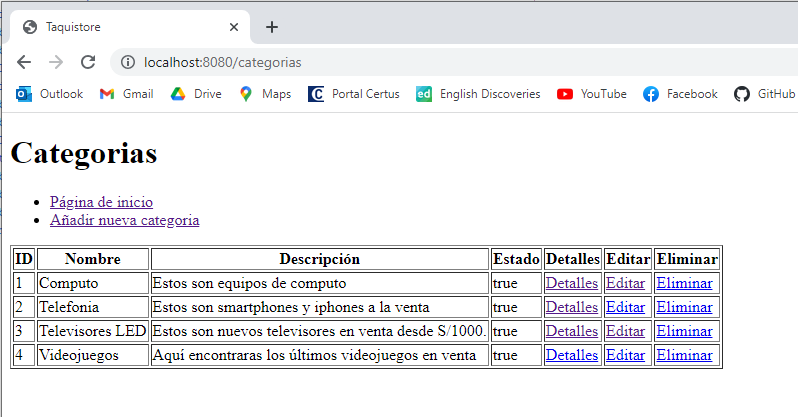 Taquistore
localhost:8080/categorias
Outlook Gmail Drive Maps C Portal Certus ed English Discoveries YouTube Facebook GitHub
Categorias
Página de inicio
Añadir nueva categoria
ID Nombre Descripción Estado Detalles Editar Eliminar
1 Computo Estos son equipos de computo true Detalles Editar Eliminar
2 Telefonia Estos son smartphones y iphones a la venta true Detalles Editar Eliminar
3 Televisores LED Estos son nuevos televisores en venta desde S/1000. true Detalles Editar Eliminar
4 Videojuegos Aquí encontraras los últimos videojuegos en venta true Detalles Editar Eliminar